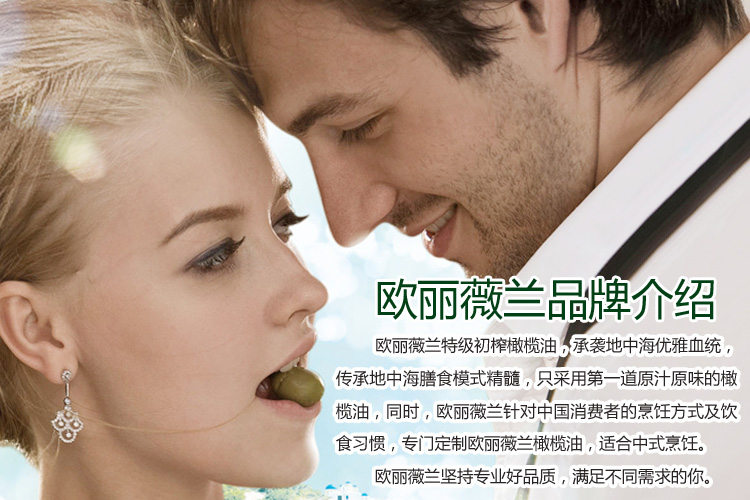 欧丽薇兰品牌介绍
欧丽薇兰特级初榨橄榄油，承袭地中海优雅血统，
传承地中海膳食模式精髓，只采用第一道原汁原味的橄
榄油，同时，欧丽薇兰针对中国消费者的烹饪方式及饮
食习惯，专门定制欧丽薇兰橄榄油，适合中式烹饪。
欧丽薇兰坚持专业好品质，满足不同需求的你。